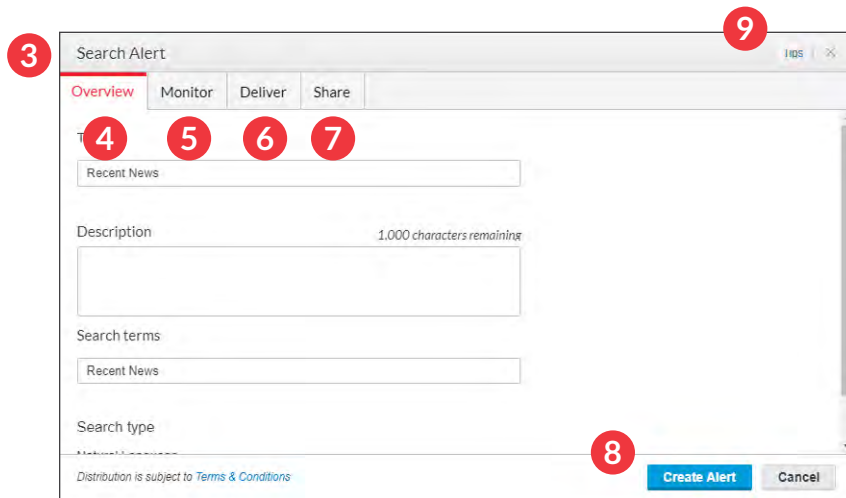 9
3
Search Alert
Tips
Overview Monitor Deliver Share
4 5 6 7
Recent News
Description 1,000 characters remaining
Search terms
Recent News
Search type
8
Distribution is subject to Terms & Conditions
Create Alert Cancel